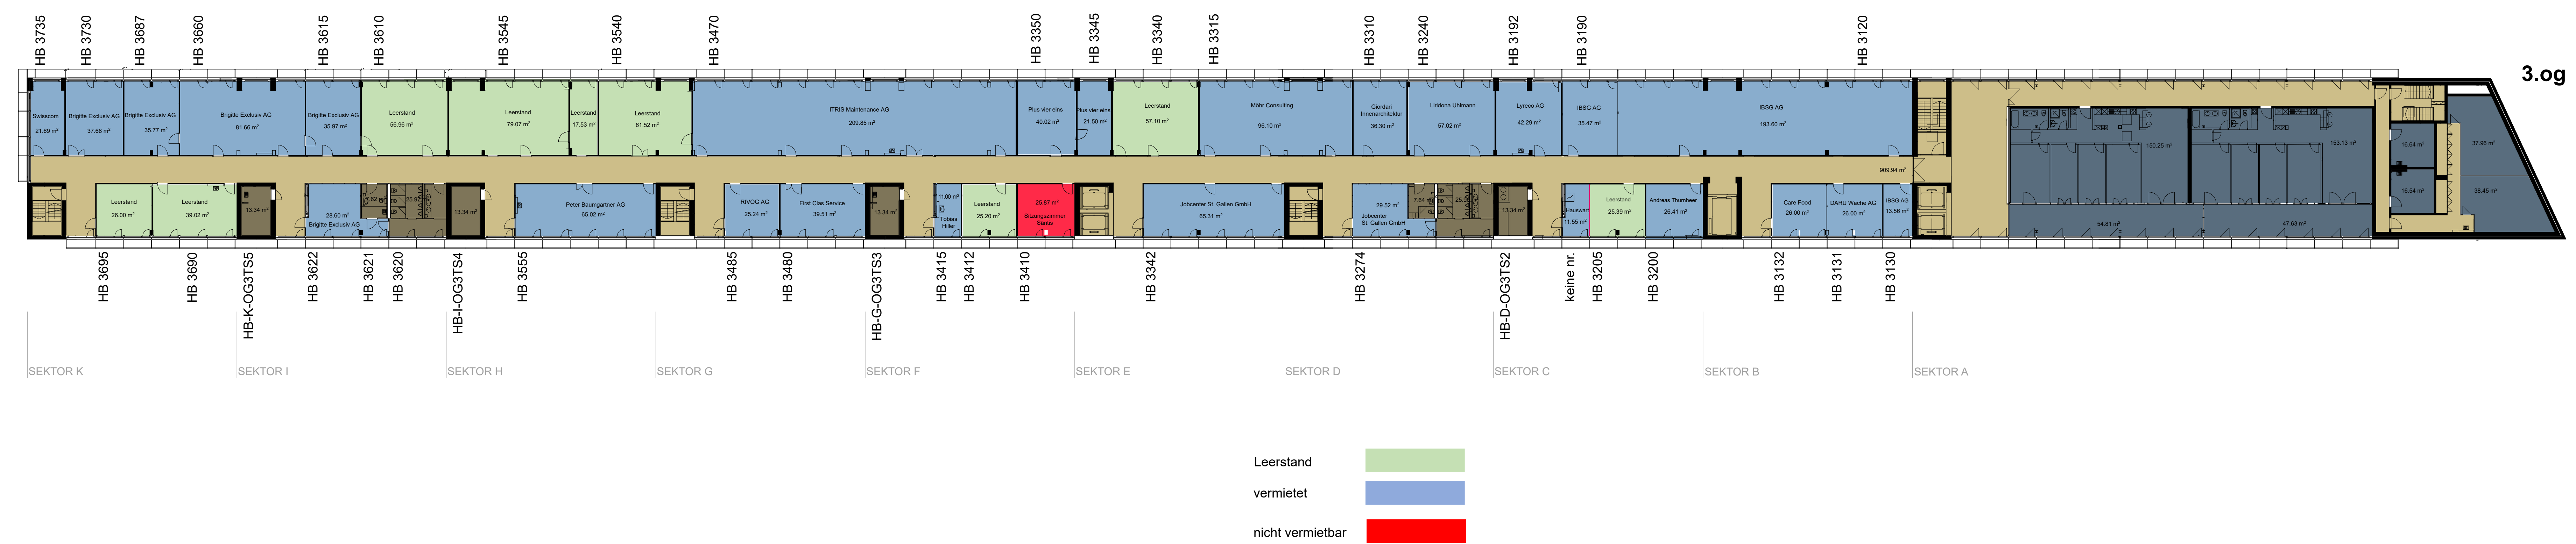 HB 3735
HB 3730
HB 3687
HB 3660
HB 3615
HB 3610
HB 3545
HB 3540
HB 3470
HB 3350
HB 3345
HB 3340
HB 3315
HB 3310
HB 3240
HB 3192
HB 3190
HB 3120
3.og
Swisscom
21.69 m²
Brigitte Exclusiv AG
37.68 m²
Brigitte Exclusiv AG
35.77 m²
Brigitte Exclusiv AG
81.66 m²
Brigitte Exclusiv AG
35.97 m²
Leerstand
56.96 m²
Leerstand
79.07 m²
Leerstand
17.53 m²
Leerstand
61.52 m²
ITRIS Maintenance AG
209.85 m²
Plus vier eins
40.02 m²
Plus vier eins
21.50 m²
Leerstand
57.10 m²
Möhr Consulting
96.10 m²
Giordari
Innenarchitektur
36.30 m²
Liridona Uhlmann
57.02 m²
Lyreco AG
42.29 m²
IBSG AG
35.47 m²
IBSG AG
193.60 m²
909.94 m²
150.25 m²
153.13 m²
16.64 m²
16.54 m²
37.96 m²
38.45 m²
54.81 m²
47.63 m²
Leerstand
26.00 m²
Leerstand
39.02 m²
13.34 m²
28.60 m²
Brigitte Exclusiv AG
13.34 m²
Peter Baumgartner AG
65.02 m²
RIVOG AG
25.24 m²
First Clas Service
39.51 m²
13.34 m²
11.00 m²
Tobias
Hiller
Leerstand
25.20 m²
25.87 m²
Sitzungszimmer
Säntis
Jobcenter St. Gallen GmbH
65.31 m²
29.52 m²
Jobcenter
St. Gallen GmbH
7.64 m²
13.34 m²
Hauswart
11.55 m²
Leerstand
25.39 m²
Andreas Thurnheer
26.41 m²
Care Food
26.00 m²
DARU Wache AG
26.00 m²
IBSG AG
13.56 m²
HB 3695
HB 3690
HB-K-OG3TS5
HB 3622
HB 3621
HB 3620
HB-I-OG3TS4
HB 3555
HB 3485
HB 3480
HB-G-OG3TS3
HB 3415
HB 3412
HB 3410
HB 3342
HB 3274
HB-D-OG3TS2
keine nr.
HB 3205
HB 3200
HB 3132
HB 3131
HB 3130
SEKTOR K
SEKTOR I
SEKTOR H
SEKTOR G
SEKTOR F
SEKTOR E
SEKTOR D
SEKTOR C
SEKTOR B
SEKTOR A
Leerstand
vermietet
nicht vermietbar